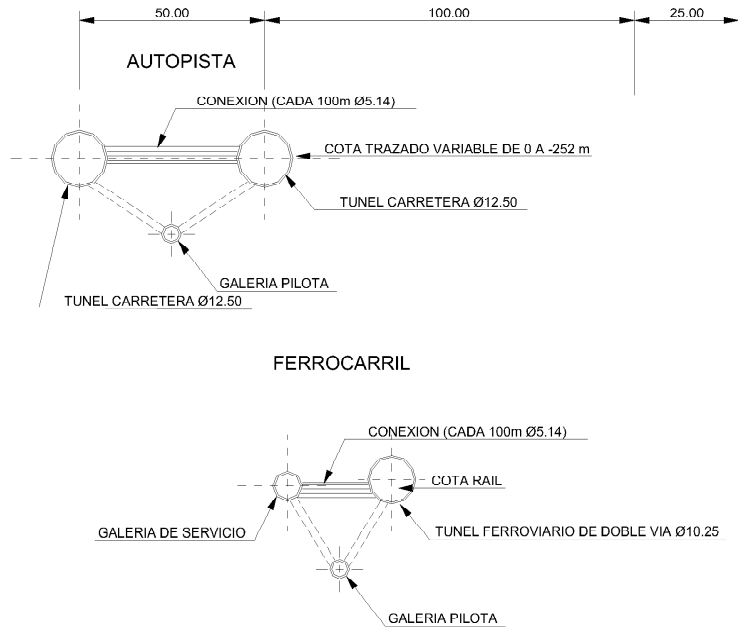 50.00
100.00
25.00
AUTOPISTA
CONEXION (CADA 100m Ø5.14)
COTA TRAZADO VARIABLE DE 0 A -252 m
TUNEL CARRETERA Ø12.50
GALERIA PILOTA
TUNEL CARRETERA Ø12.50
FERROCARRIL
CONEXION (CADA 100m Ø5.14)
COTA RAIL
GALERIA DE SERVICIO
TUNEL FERROVIARIO DE DOBLE VIA Ø10.25
GALERIA PILOTA